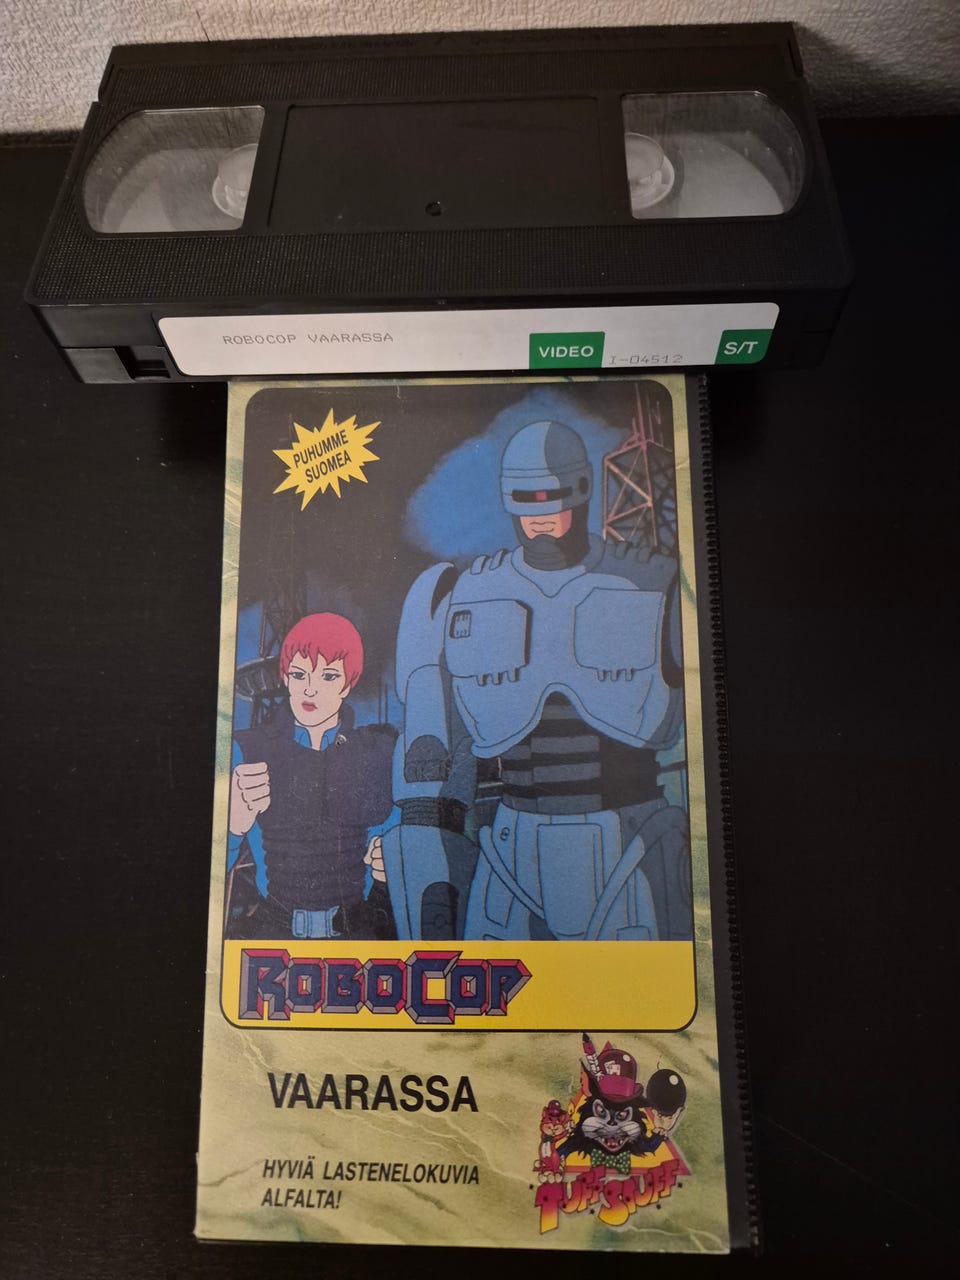 ROBOCOP VAARASSA
VIDEO
I-04512
S/T
PUHUMME
SUOMEA
ROBOCOP
VAARASSA
HYVIÄ LASTENELOKUVIA
ALFALTA!
TUFF STUFF